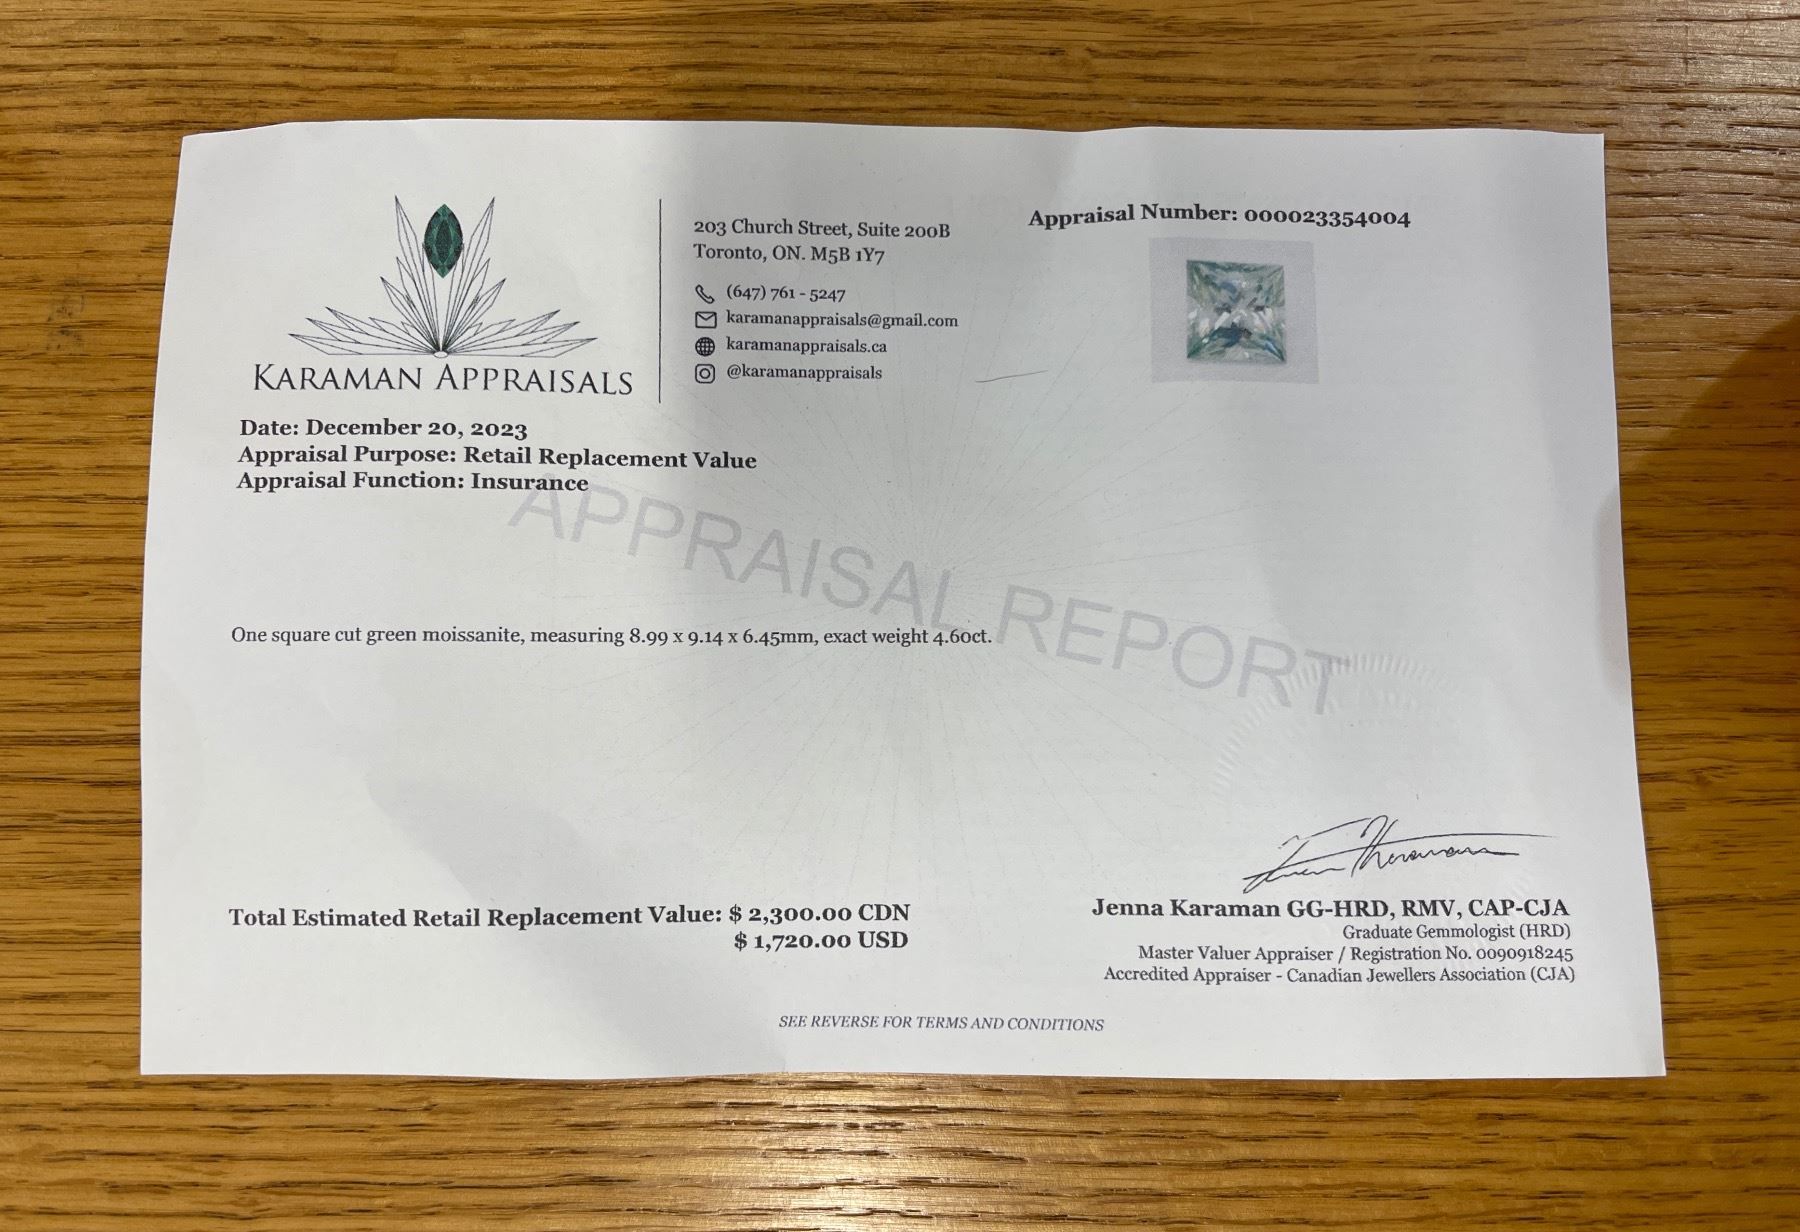 KARAMAN APPRAISALS
203 Church Street, Suite 200B
Toronto, ON. M5B 1Y7
(647) 761 - 5247
karamanappraisals@gmail.com
karamanappraisals.ca
@karamanappraisals
Appraisal Number: 000023354004
Date: December 20, 2023
Appraisal Purpose: Retail Replacement Value
Appraisal Function: Insurance
APPRAISAL REPORT
One square cut green moissanite, measuring 8.99 x 9.14 x 6.45mm, exact weight 4.60ct.
Total Estimated Retail Replacement Value: $ 2,300.00 CDN
$ 1,720.00 USD
Jenna Karaman GG-HRD, RMV, CAP-CJA
Graduate Gemmologist (HRD)
Master Valuer Appraiser / Registration No. 0090918245
Accredited Appraiser - Canadian Jewellers Association (CJA)
SEE REVERSE FOR TERMS AND CONDITIONS